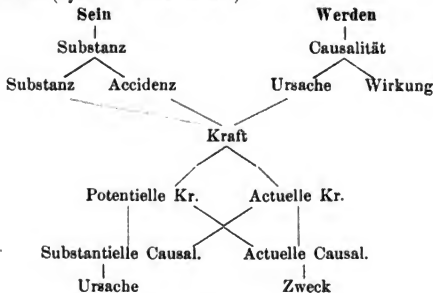 Sein Werden
Substanz Causalität
Substanz Accidenz Ursache Wirkung
Kraft
Potentielle Kr. Actuelle Kr.
Substantielle Causal. Actuelle Causal.
Ursache Zweck